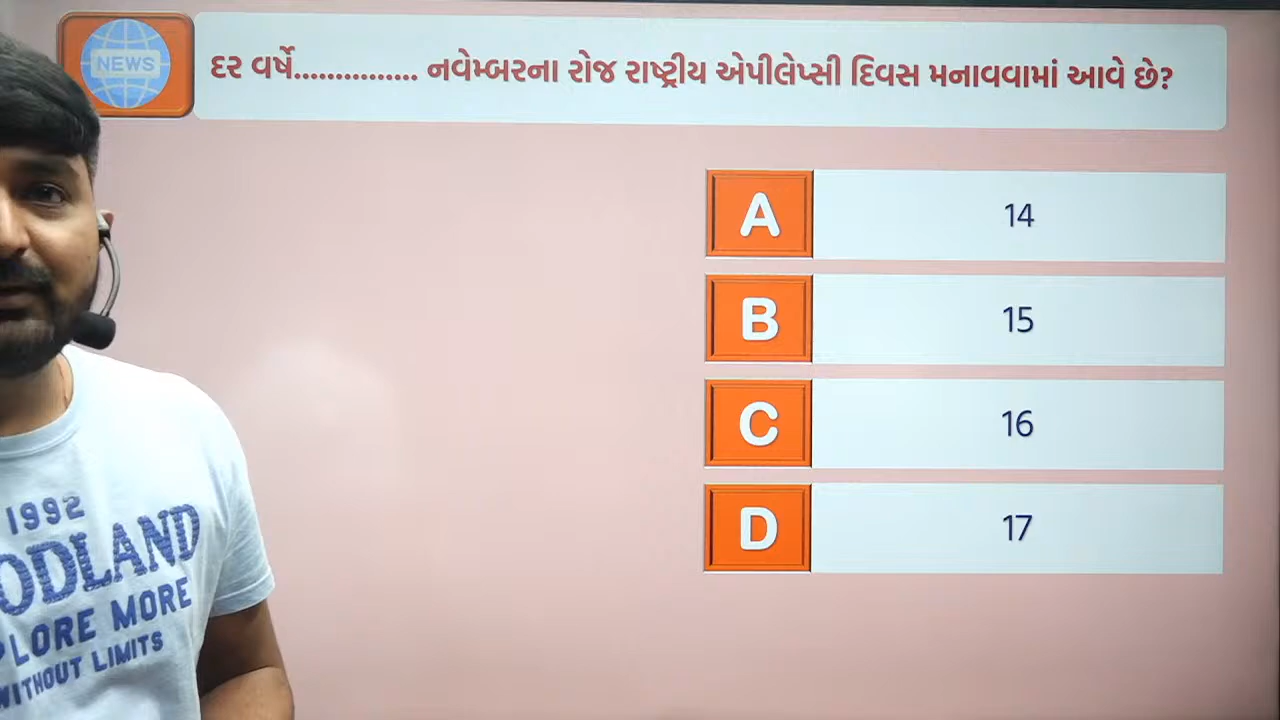 NEWS
દર વર્ષે............... નવેમ્બરના રોજ રાષ્ટ્રીય એપીલેપ્સી દિવસ મનાવવામાં આવે છે?
A 14
B 15
C 16
D 17
1992
ODLAND
PLORE MORE
WITHOUT LIMITS